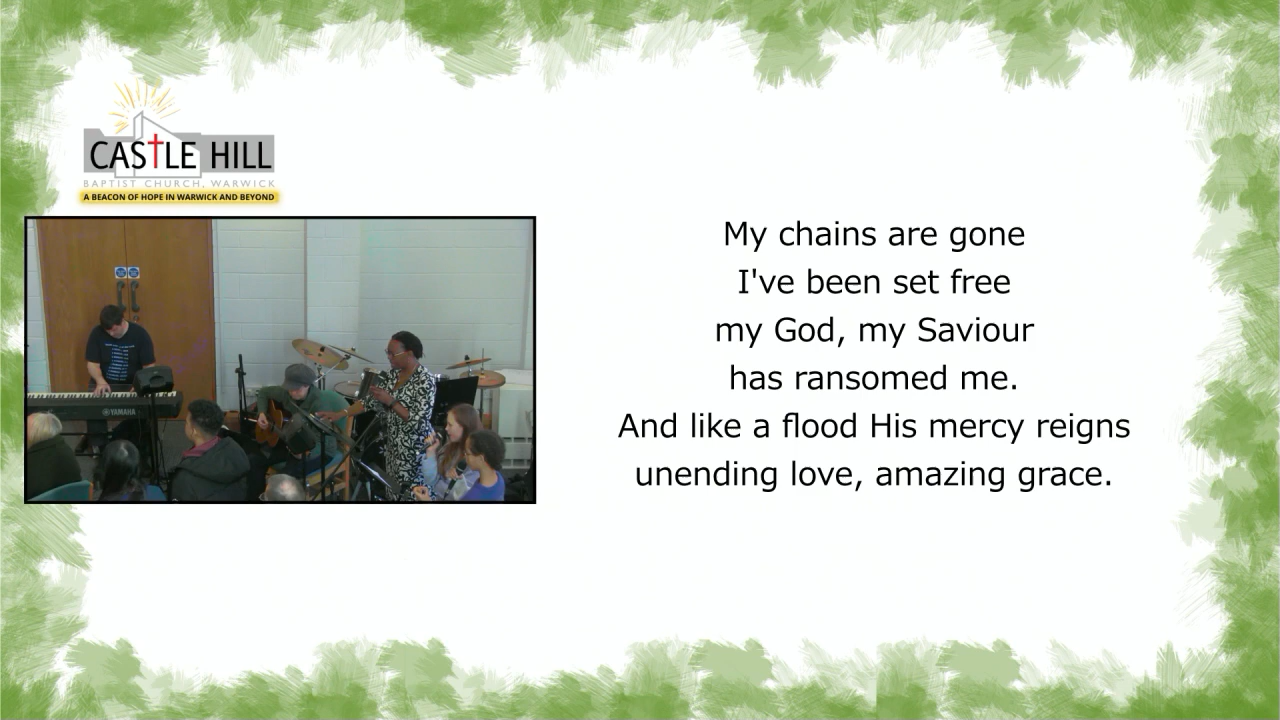 CASTLE HILL
BAPTIST CHURCH, WARWICK
A BEACON OF HOPE IN WARWICK AND BEYOND
YAMAHA
My chains are gone
I've been set free
my God, my Saviour
has ransomed me.
And like a flood His mercy reigns
unending love, amazing grace.